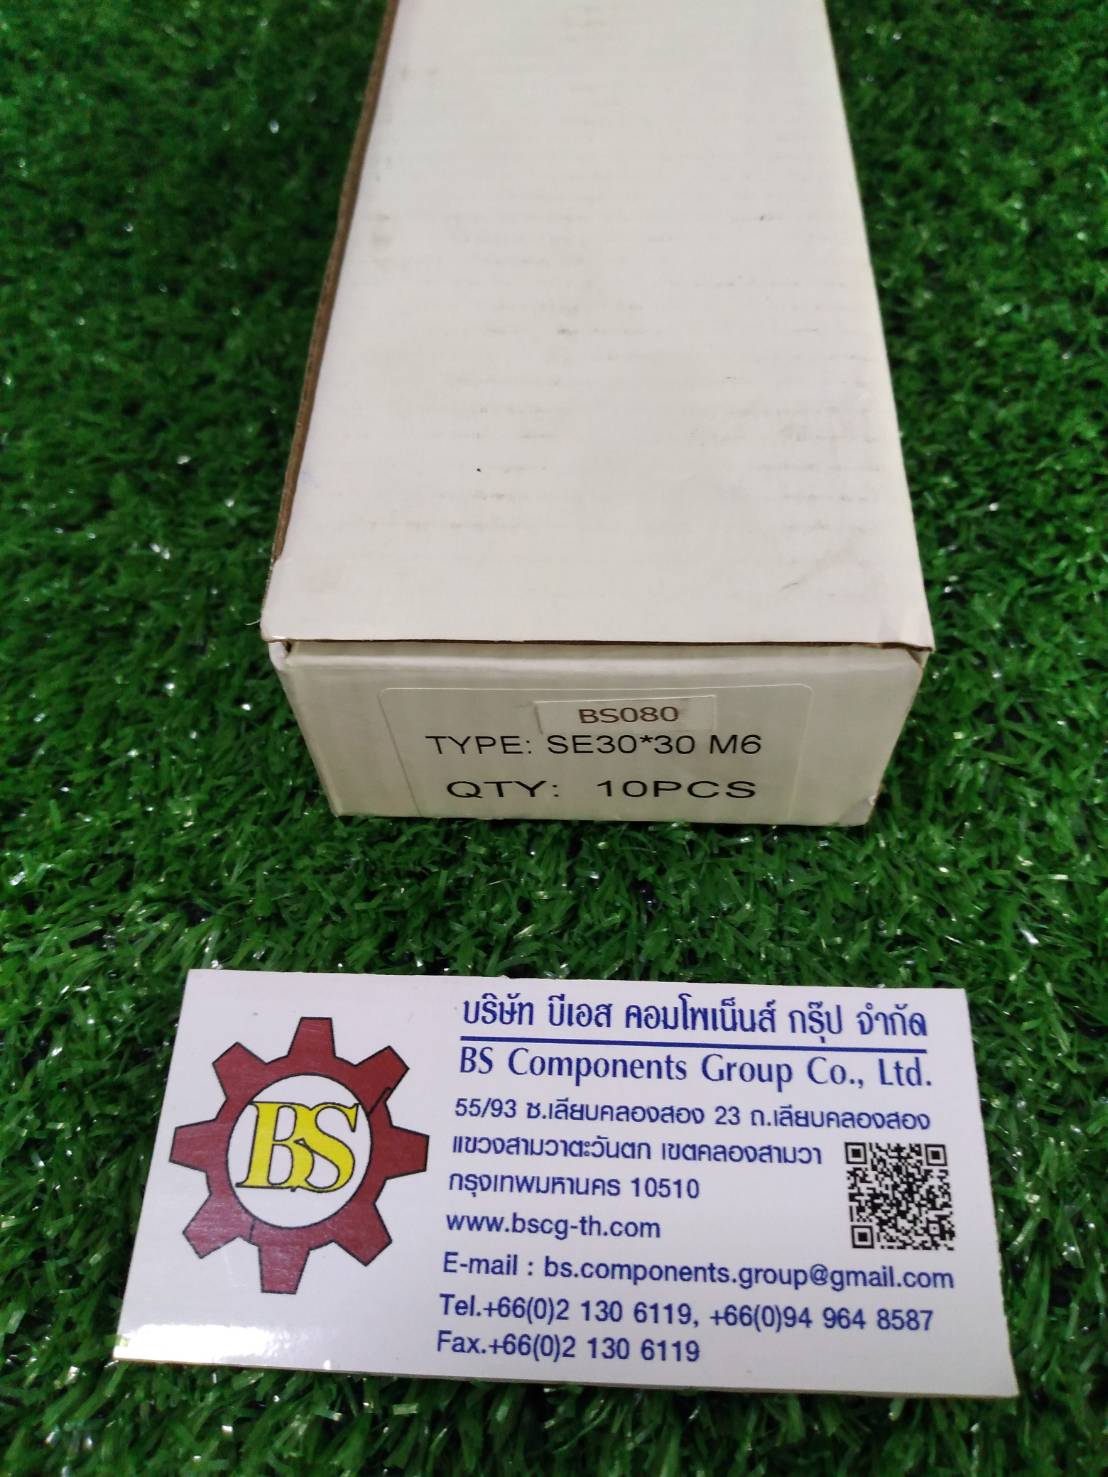 BS080
TYPE: SE30*30 M6
QTY: 10PCS
บริษัท บีเอส คอมโพเน็นส์ กรุ๊ป จำกัด
BS Components Group Co., Ltd.
BS
55/93 ซ.เลียบคลองสอง 23 ถ.เลียบคลองสอง
แขวงสามวาตะวันตก เขตคลองสามวา
กรุงเทพมหานคร 10510
www.bscg-th.com
E-mail : bs.components.group@gmail.com
Tel.+66(0)2 130 6119, +66(0)94 964 8587
Fax.+66(0)2 130 6119